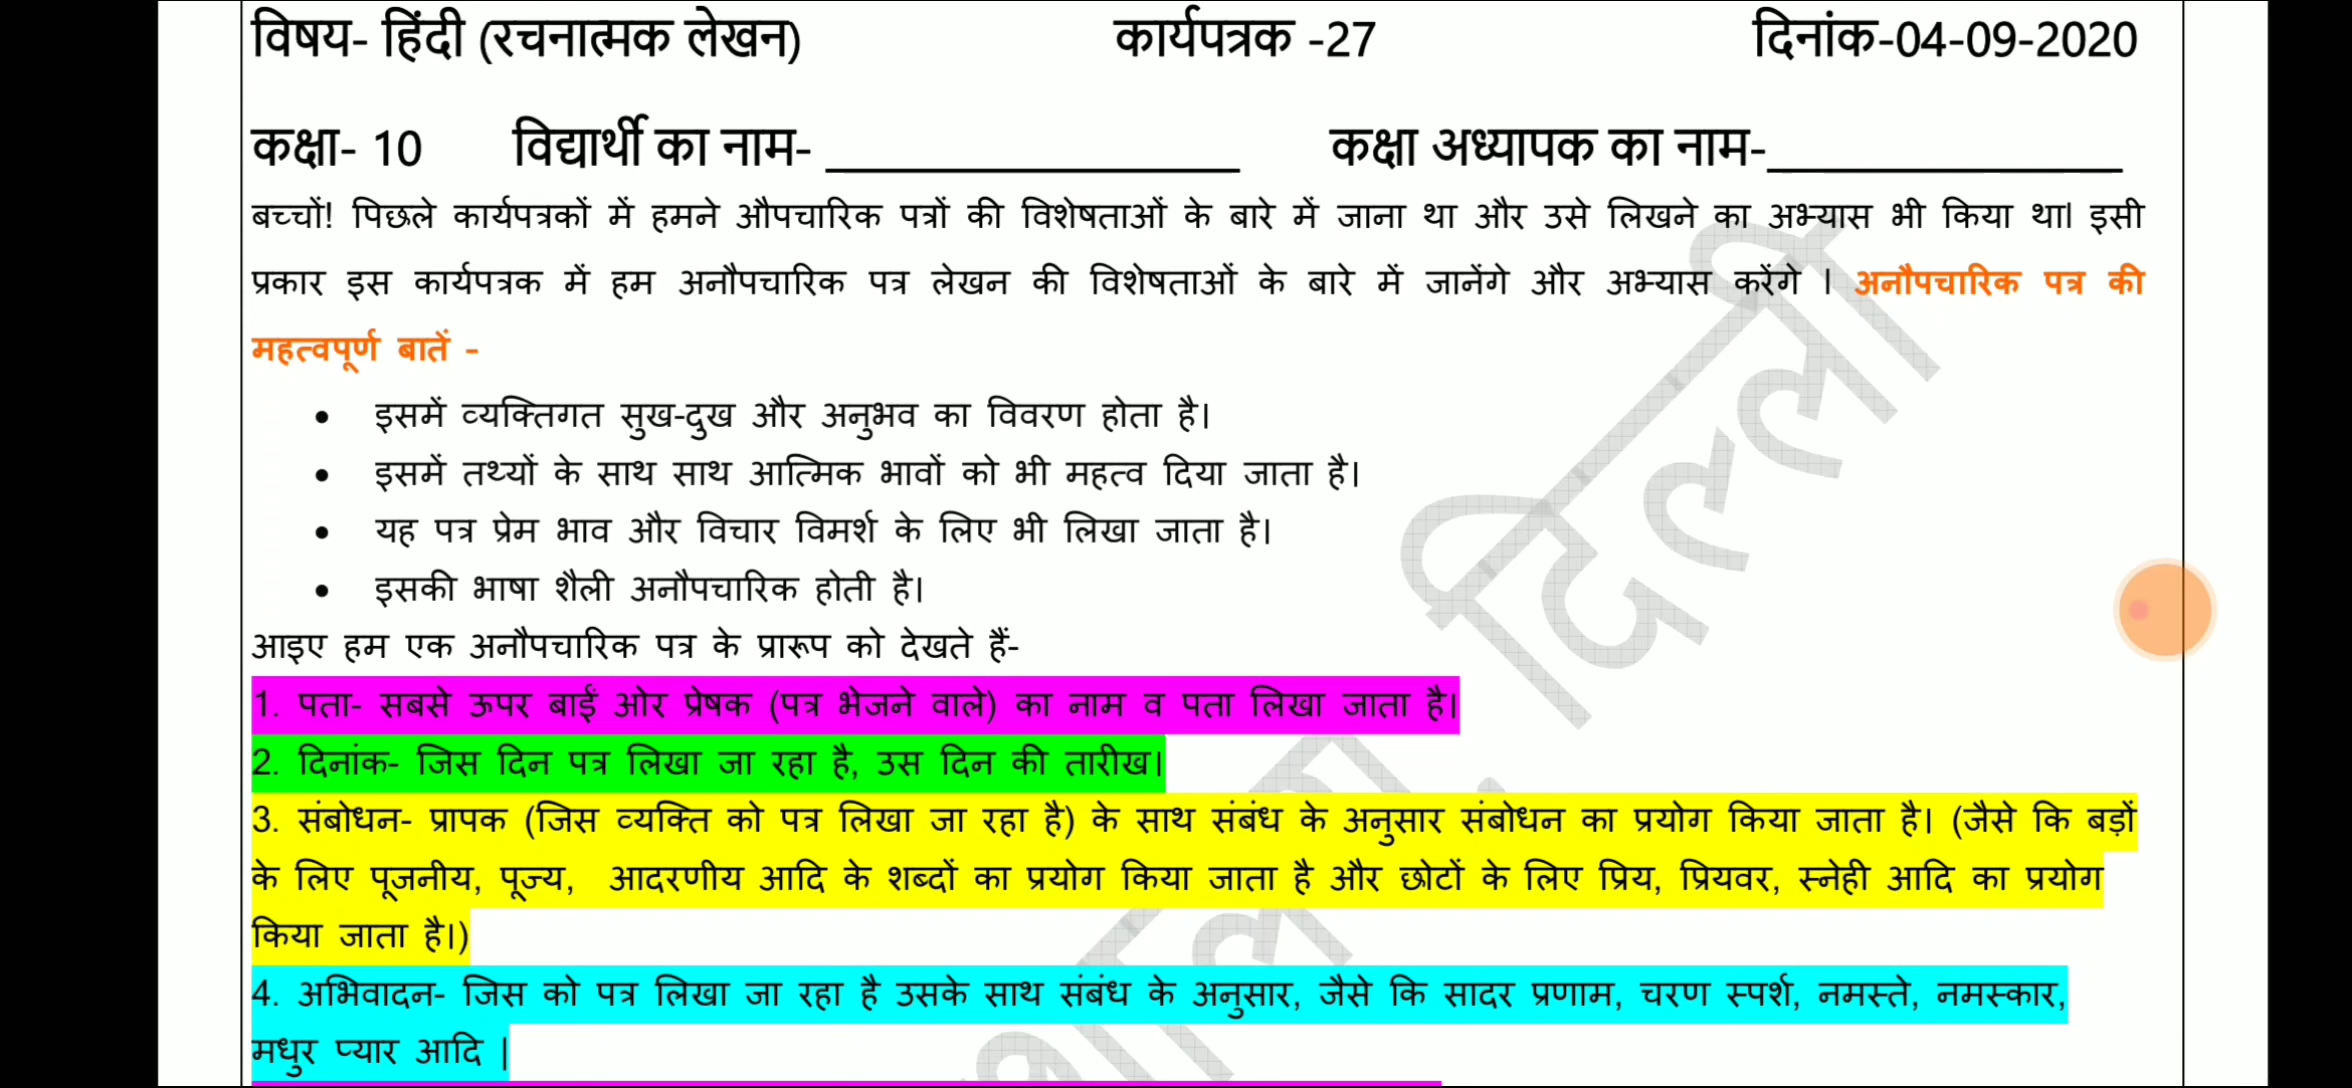 विषय- हिंदी (रचनात्मक लेखन) कार्यपत्रक -27 दिनांक-04-09-2020
कक्षा- 10 विद्यार्थी का नाम-_______________ कक्षा अध्यापक का नाम-_____________
बच्चों! पिछले कार्यपत्रकों में हमने औपचारिक पत्रों की विशेषताओं के बारे में जाना था और उसे लिखने का अभ्यास भी किया था। इसी
प्रकार इस कार्यपत्रक में हम अनौपचारिक पत्र लेखन की विशेषताओं के बारे में जानेंगे और अभ्यास करेंगे । अनौपचारिक पत्र की
महत्वपूर्ण बातें -
• इसमें व्यक्तिगत सुख-दुख और अनुभव का विवरण होता है।
• इसमें तथ्यों के साथ साथ आत्मिक भावों को भी महत्व दिया जाता है।
• यह पत्र प्रेम भाव और विचार विमर्श के लिए भी लिखा जाता है।
• इसकी भाषा शैली अनौपचारिक होती है।
आइए हम एक अनौपचारिक पत्र के प्रारूप को देखते हैं-
1. पता- सबसे ऊपर बाईं ओर प्रेषक (पत्र भेजने वाले) का नाम व पता लिखा जाता है।
2. दिनांक- जिस दिन पत्र लिखा जा रहा है, उस दिन की तारीख।
3. संबोधन- प्रापक (जिस व्यक्ति को पत्र लिखा जा रहा है) के साथ संबंध के अनुसार संबोधन का प्रयोग किया जाता है। (जैसे कि बड़ों
के लिए पूजनीय, पूज्य, आदरणीय आदि के शब्दों का प्रयोग किया जाता है और छोटों के लिए प्रिय, प्रियवर, स्नेही आदि का प्रयोग
किया जाता है।)
4. अभिवादन- जिस को पत्र लिखा जा रहा है उसके साथ संबंध के अनुसार, जैसे कि सादर प्रणाम, चरण स्पर्श, नमस्ते, नमस्कार,
मधुर प्यार आदि |
दिल्ली